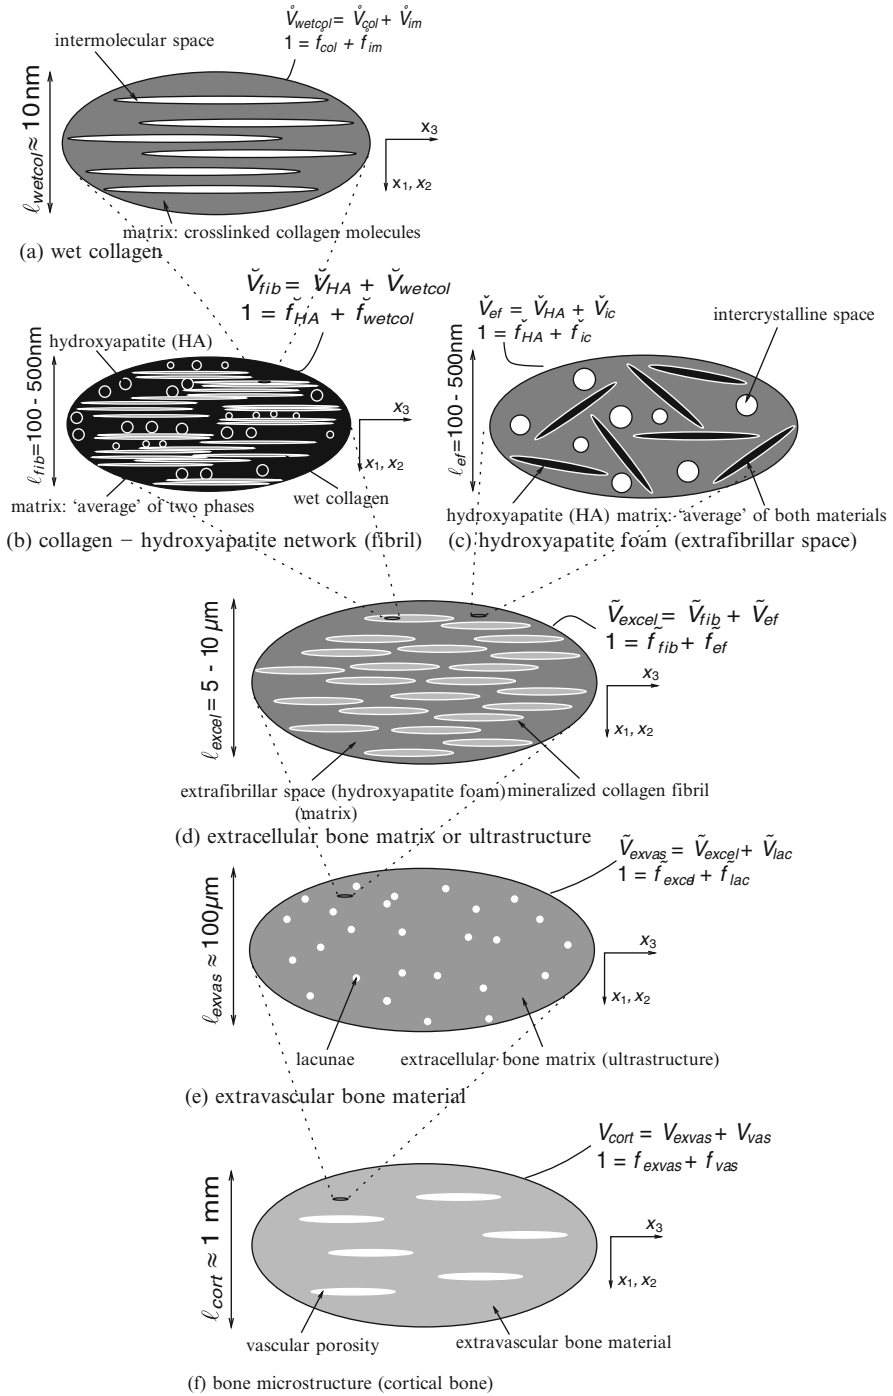 V̊wetcol = V̊col + V̊im
1 = f̊col + f̊im
intermolecular space
ℓwetcol ≈ 10nm
x3
x1, x2
matrix: crosslinked collagen molecules
(a) wet collagen
V̆fib = V̆HA + V̆wetcol
1 = f̆HA + f̆wetcol
hydroxyapatite (HA)
ℓfib=100 - 500nm
x3
x1, x2
wet collagen
matrix: ‘average’ of two phases
(b) collagen − hydroxyapatite network (fibril)
V̌ef = V̌HA + V̌ic
1 = f̌HA + f̌ic
intercrystalline space
ℓef=100 - 500nm
hydroxyapatite (HA) matrix: ‘average’ of both materials
(c) hydroxyapatite foam (extrafibrillar space)
Ṽexcel = Ṽfib + Ṽef
1 = f̃fib + f̃ef
ℓexcel = 5 - 10 μm
x3
x1, x2
extrafibrillar space (hydroxyapatite foam) mineralized collagen fibril
(matrix)
(d) extracellular bone matrix or ultrastructure
Ṽexvas = Ṽexcel + Ṽlac
1 = f̃excel + f̃lac
ℓexvas ≈ 100μm
x3
x1, x2
lacunae
extracellular bone matrix (ultrastructure)
(e) extravascular bone material
Vcort = Vexvas + Vvas
1 = fexvas + fvas
ℓcort ≈ 1 mm
x3
x1, x2
vascular porosity
extravascular bone material
(f) bone microstructure (cortical bone)